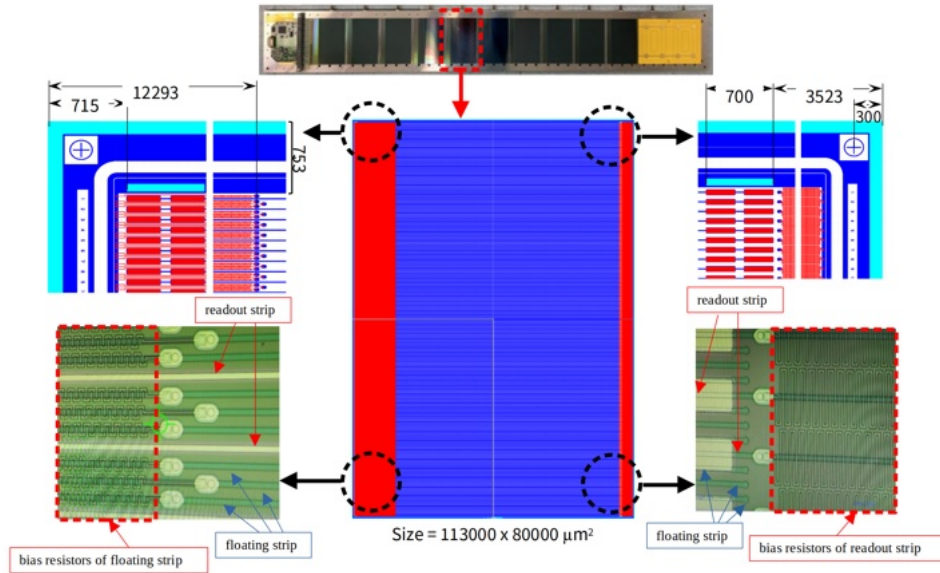 12293
715
753
700
3523
300
readout strip
readout strip
floating strip
bias resistors of floating strip
Size = 113000 x 80000 μm²
floating strip
bias resistors of readout strip